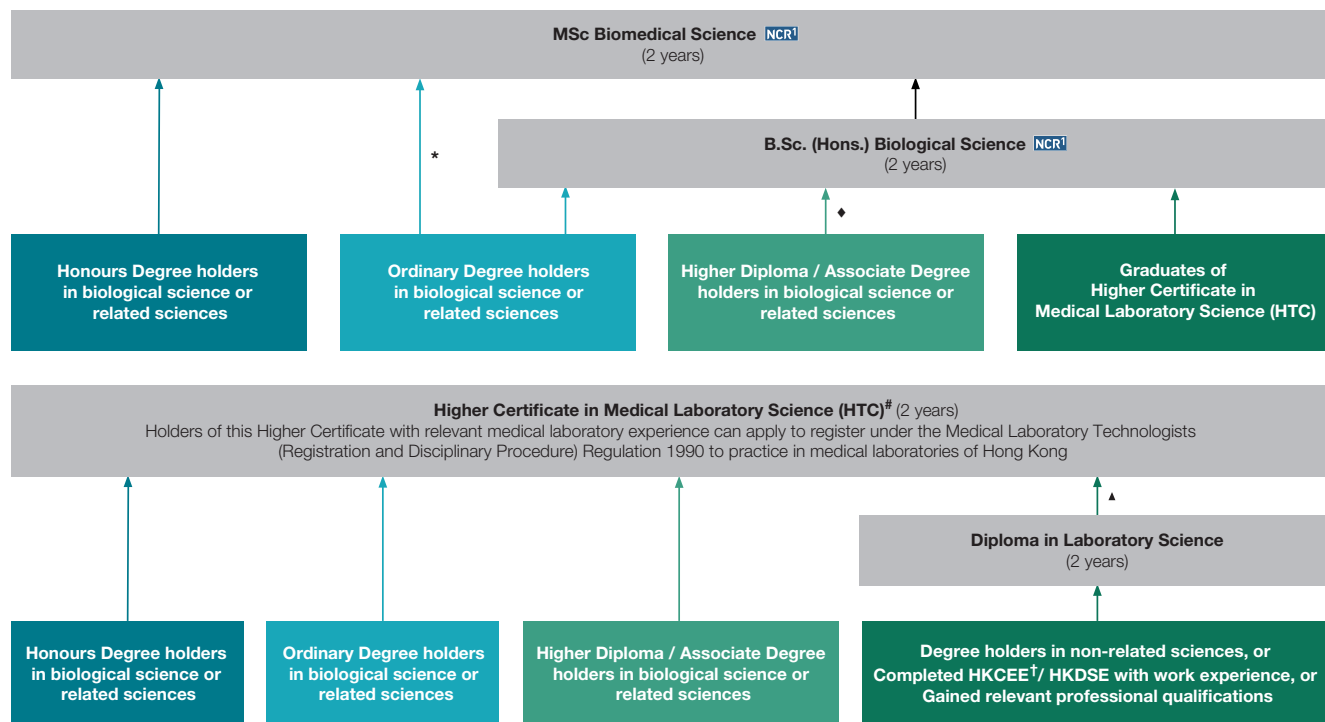 MSc Biomedical Science NCR¹
(2 years)
*
B.Sc. (Hons.) Biological Science NCR¹
(2 years)
♦
Honours Degree holders
in biological science or
related sciences
Ordinary Degree holders
in biological science or
related sciences
Higher Diploma / Associate Degree
holders in biological science or
related sciences
Graduates of
Higher Certificate in
Medical Laboratory Science (HTC)
Higher Certificate in Medical Laboratory Science (HTC)# (2 years)
Holders of this Higher Certificate with relevant medical laboratory experience can apply to register under the Medical Laboratory Technologists
(Registration and Disciplinary Procedure) Regulation 1990 to practice in medical laboratories of Hong Kong
▲
Diploma in Laboratory Science
(2 years)
Honours Degree holders
in biological science or
related sciences
Ordinary Degree holders
in biological science or
related sciences
Higher Diploma / Associate Degree
holders in biological science or
related sciences
Degree holders in non-related sciences, or
Completed HKCEE†/ HKDSE with work experience, or
Gained relevant professional qualifications